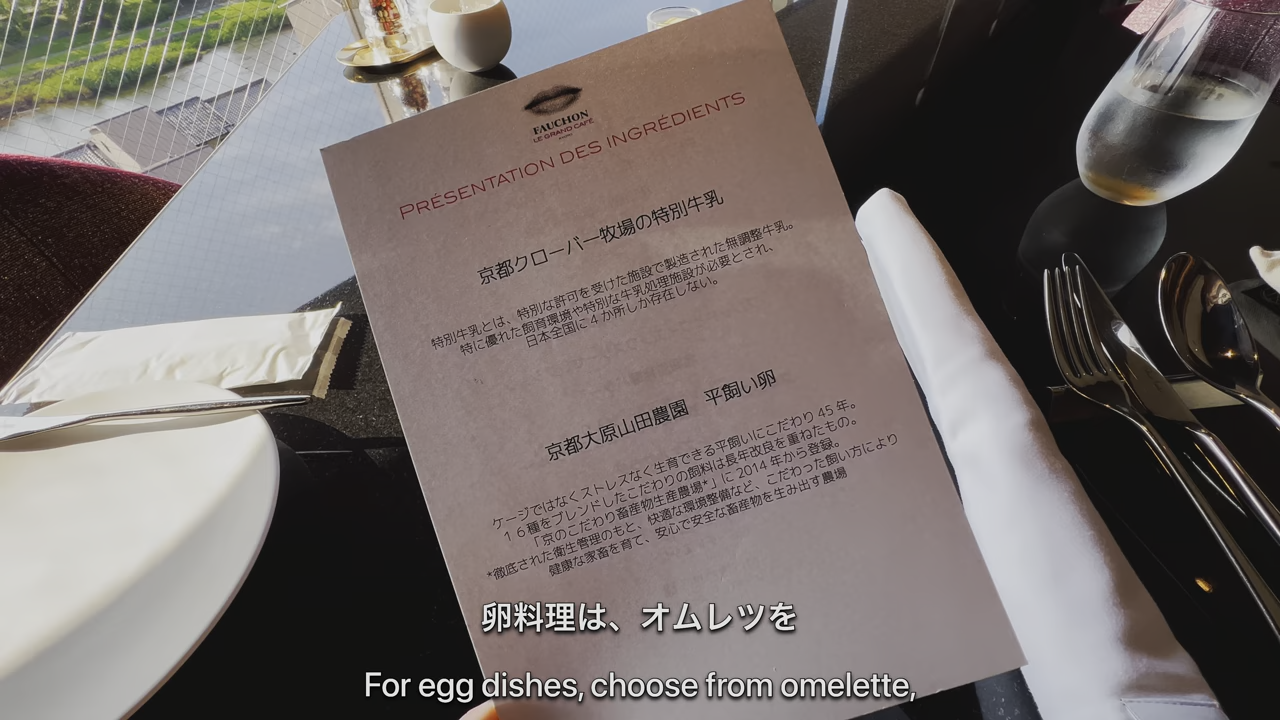 FAUCHON
LE GRAND CAFÉ
PRÉSENTATION DES INGRÉDIENTS
京都クローバー牧場の特別牛乳
特別牛乳とは、特別な許可を受けた施設で製造された無調整牛乳。
特に優れた飼育環境や特別な牛乳処理施設が必要とされ、
日本全国に 4 か所しか存在しない。
京都大原山田農園　平飼い卵
ケージではなくストレスなく生育できる平飼いにこだわり 45 年。
１６種をブレンドしたこだわりの飼料は長年改良を重ねたもの。
「京のこだわり畜産物生産農場*」に 2014 年から登録。
*徹底された衛生管理のもと、快適な環境整備など、こだわった飼い方により
健康な家畜を育て、安心で安全な畜産物を生み出す農場
卵料理は、オムレツを
For egg dishes, choose from omelette,